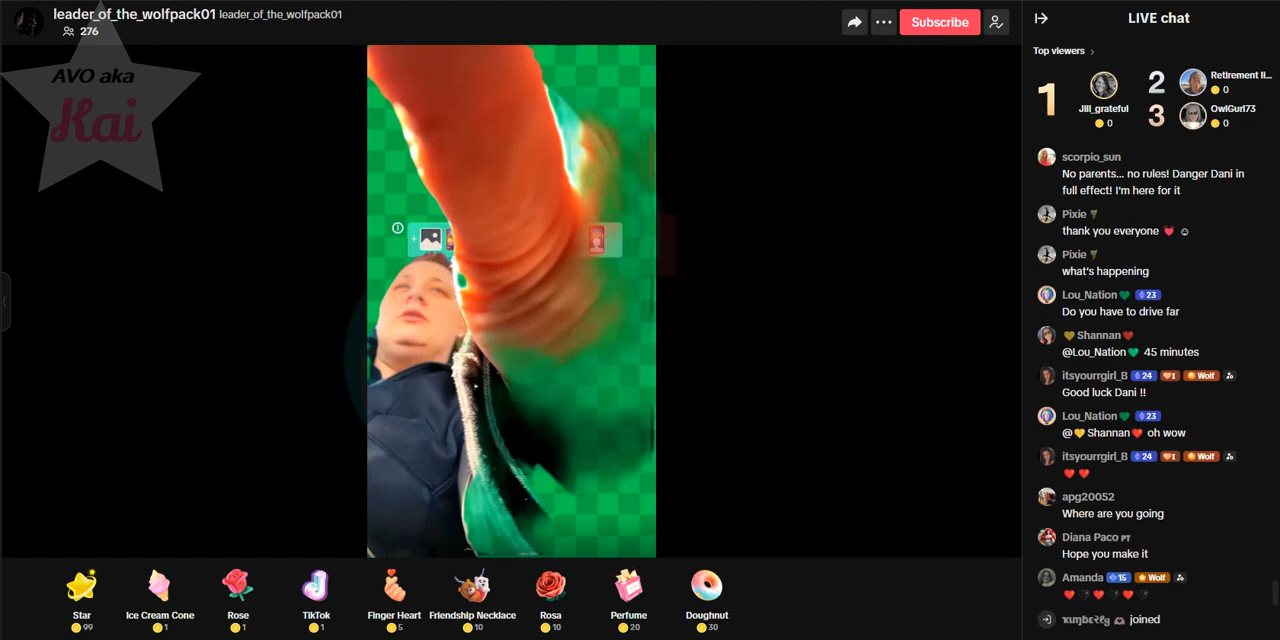 leader_of_the_wolfpack01 leader_of_the_wolfpack01
276
Subscribe
AVO aka
Kai
LIVE chat
Top viewers
1
Jill_grateful
0
2
Retirement li...
0
3
OwlGurl73
0
scorpio_sun
No parents... no rules! Danger Dani in
full effect! I'm here for it
Pixie
thank you everyone 💓 ☺
Pixie
what's happening
Lou_Nation💚 23
Do you have to drive far
💛Shannan❤️
@Lou_Nation💚 45 minutes
itsyourrgirl_B 24 I Wolf
Good luck Dani !!
Lou_Nation💚 23
@💛Shannan❤️ oh wow
itsyourrgirl_B 24 I Wolf
❤️ ❤️
apg20052
Where are you going
Diana Paco PT
Hope you make it
Amanda 15 Wolf
❤️🖤❤️🖤❤️🖤
joined
Star
99
Ice Cream Cone
1
Rose
1
TikTok
1
Finger Heart
5
Friendship Necklace
10
Rosa
10
Perfume
20
Doughnut
30